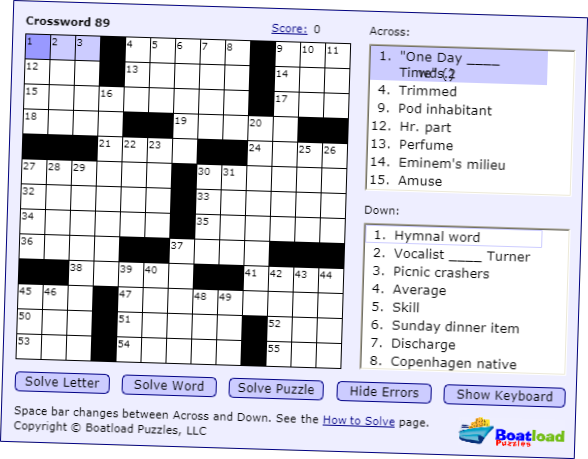 Crossword 89
Score: 0
1 2 3 4 5 6 7 8 9 10 11
12 13 14
15 16 17
18 19 20
21 22 23 24 25 26
27 28 29 30 31
32 33
34 35
36 37
38 39 40 41 42 43 44
45 46 47 48 49
50 51 52
53 54 55
Across:
1. "One Day ____
4. Trimmed
9. Pod inhabitant
12. Hr. part
13. Perfume
14. Eminem's milieu
15. Amuse
Down:
1. Hymnal word
2. Vocalist ____ Turner
3. Picnic crashers
4. Average
5. Skill
6. Sunday dinner item
7. Discharge
8. Copenhagen native
Solve Letter Solve Word Solve Puzzle Hide Errors Show Keyboard
Space bar changes between Across and Down. See the How to Solve page.
Copyright © Boatload Puzzles, LLC
Boatload
Puzzles